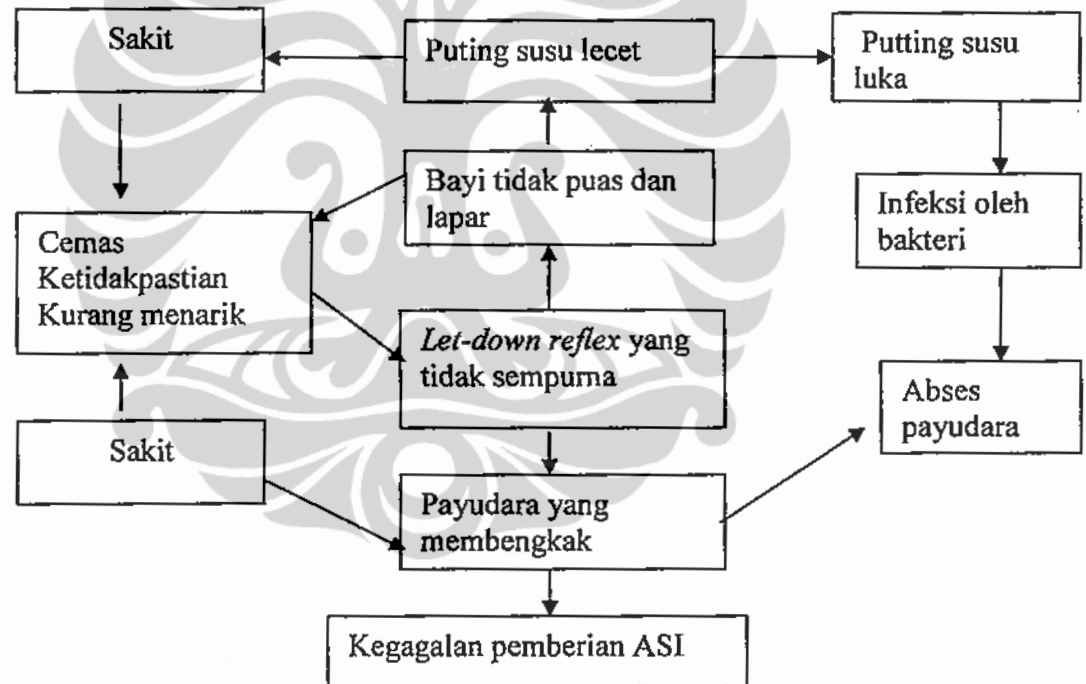 Sakit
Puting susu lecet
Putting susu
luka
Bayi tidak puas dan
lapar
Infeksi oleh
bakteri
Cemas
Ketidakpastian
Kurang menarik
Let-down reflex yang
tidak sempurna
Abses
payudara
Sakit
Payudara yang
membengkak
Kegagalan pemberian ASI